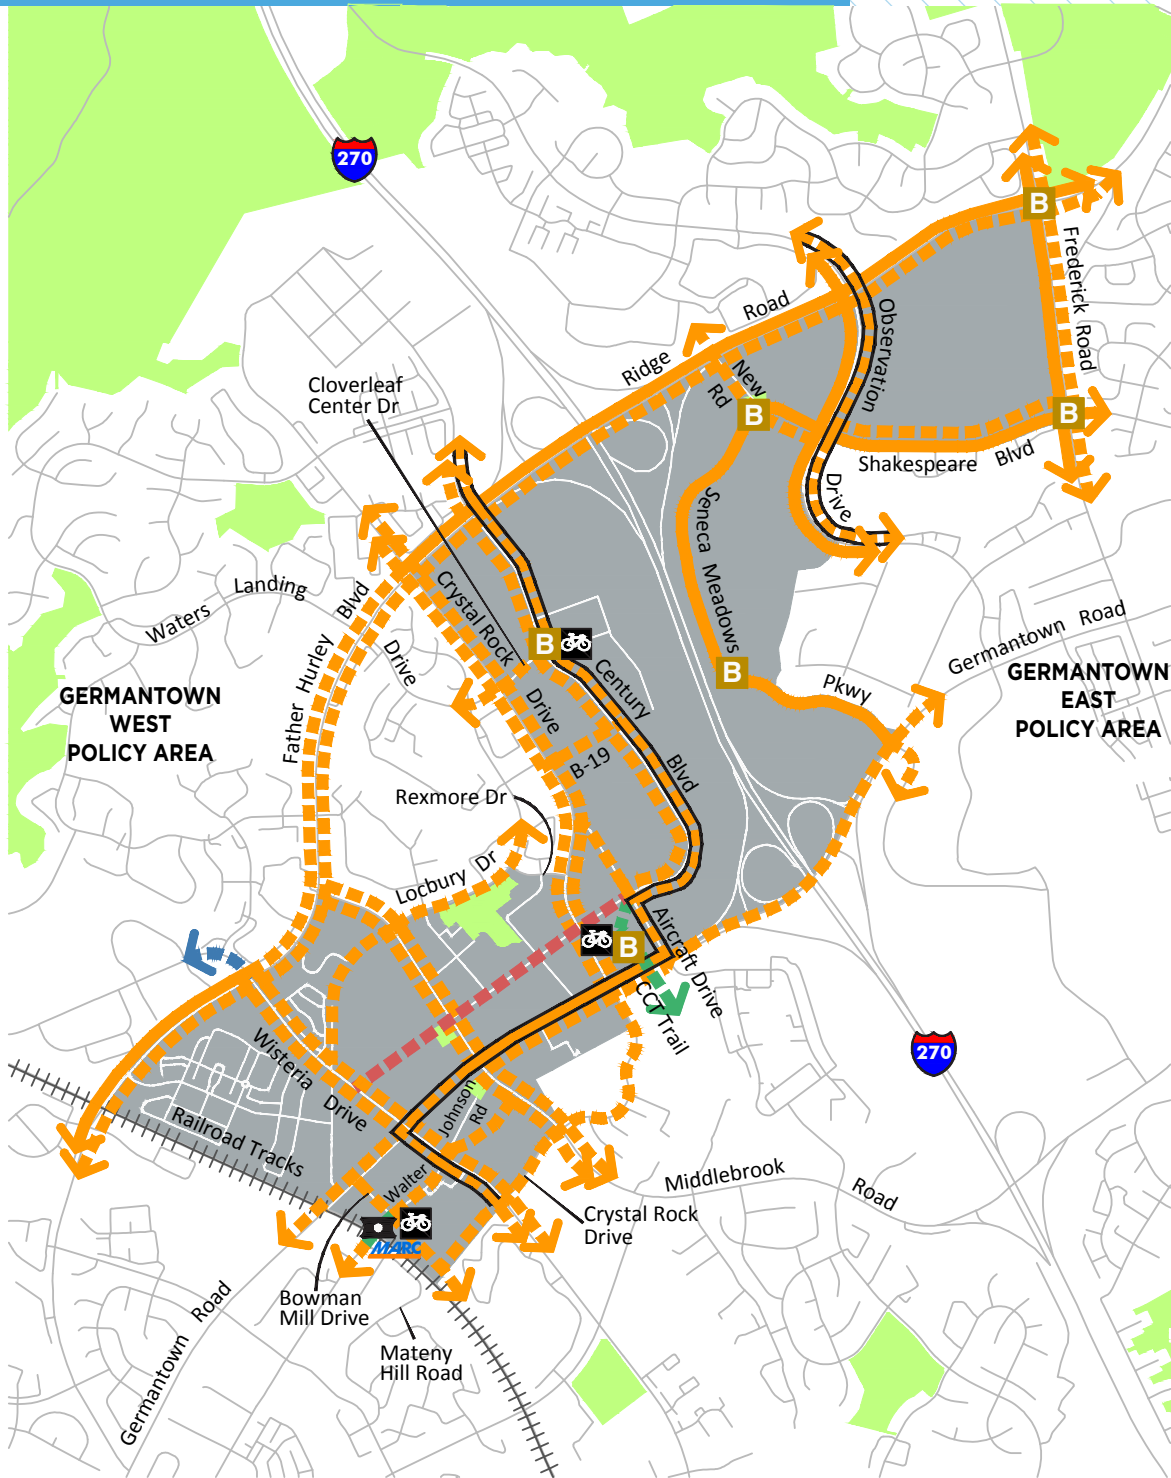 270
B
Frederick Road
Road
Ridge
Observation
Cloverleaf
Center Dr
New
Rd
B
B
Shakespeare Blvd
Drive
Seneca Meadows
Pkwy
Crystal Rock
Drive
Landing
Waters
Father Hurley Blvd
Drive
B
Century
Blvd
B
Germantown Road
GERMANTOWN
EAST
POLICY AREA
GERMANTOWN
WEST
POLICY AREA
B-19
Rexmore Dr
Locbury Dr
Aircraft Drive
B
CCT Trail
270
Wisteria
Drive
Railroad Tracks
Johnson
Rd
Walter
Middlebrook
Road
Crystal Rock
Drive
MARC
Bowman
Mill Drive
Mateny
Hill Road
Germantown Road